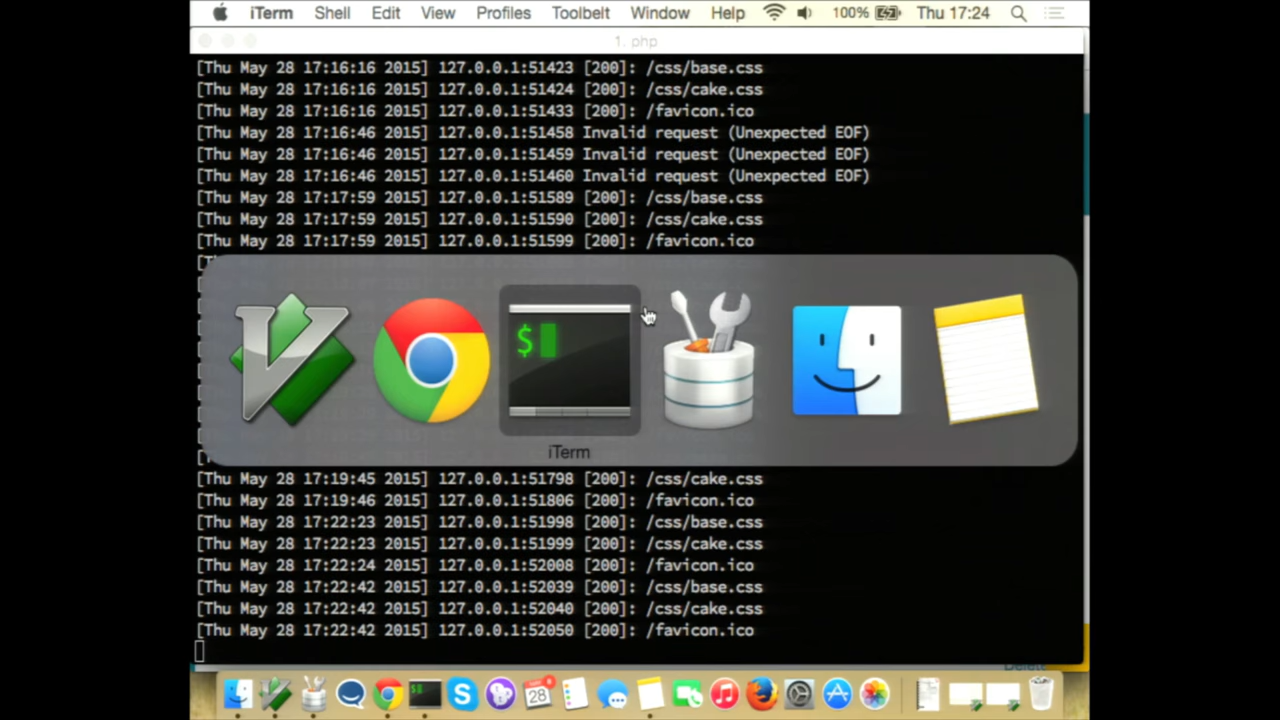 iTerm Shell Edit View Profiles Toolbelt Window Help 100% Thu 17:24
1. php
[Thu May 28 17:16:16 2015] 127.0.0.1:51423 [200]: /css/base.css
[Thu May 28 17:16:16 2015] 127.0.0.1:51424 [200]: /css/cake.css
[Thu May 28 17:16:16 2015] 127.0.0.1:51433 [200]: /favicon.ico
[Thu May 28 17:16:46 2015] 127.0.0.1:51458 Invalid request (Unexpected EOF)
[Thu May 28 17:16:46 2015] 127.0.0.1:51459 Invalid request (Unexpected EOF)
[Thu May 28 17:16:46 2015] 127.0.0.1:51460 Invalid request (Unexpected EOF)
[Thu May 28 17:17:59 2015] 127.0.0.1:51589 [200]: /css/base.css
[Thu May 28 17:17:59 2015] 127.0.0.1:51590 [200]: /css/cake.css
[Thu May 28 17:17:59 2015] 127.0.0.1:51599 [200]: /favicon.ico
$
iTerm
[Thu May 28 17:19:45 2015] 127.0.0.1:51798 [200]: /css/cake.css
[Thu May 28 17:19:46 2015] 127.0.0.1:51806 [200]: /favicon.ico
[Thu May 28 17:22:23 2015] 127.0.0.1:51998 [200]: /css/base.css
[Thu May 28 17:22:23 2015] 127.0.0.1:51999 [200]: /css/cake.css
[Thu May 28 17:22:24 2015] 127.0.0.1:52008 [200]: /favicon.ico
[Thu May 28 17:22:42 2015] 127.0.0.1:52039 [200]: /css/base.css
[Thu May 28 17:22:42 2015] 127.0.0.1:52040 [200]: /css/cake.css
[Thu May 28 17:22:42 2015] 127.0.0.1:52050 [200]: /favicon.ico
Delete
28